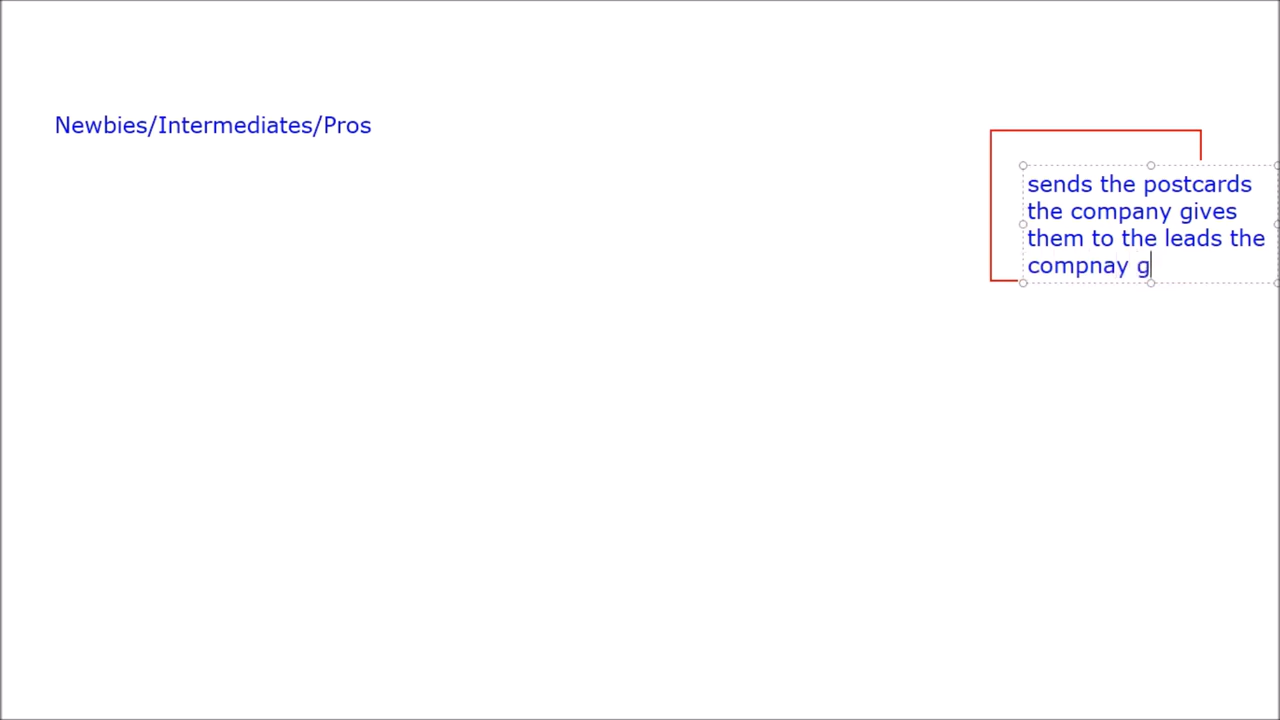 Newbies/Intermediates/Pros
sends the postcards
the company gives
them to the leads the
compnay g